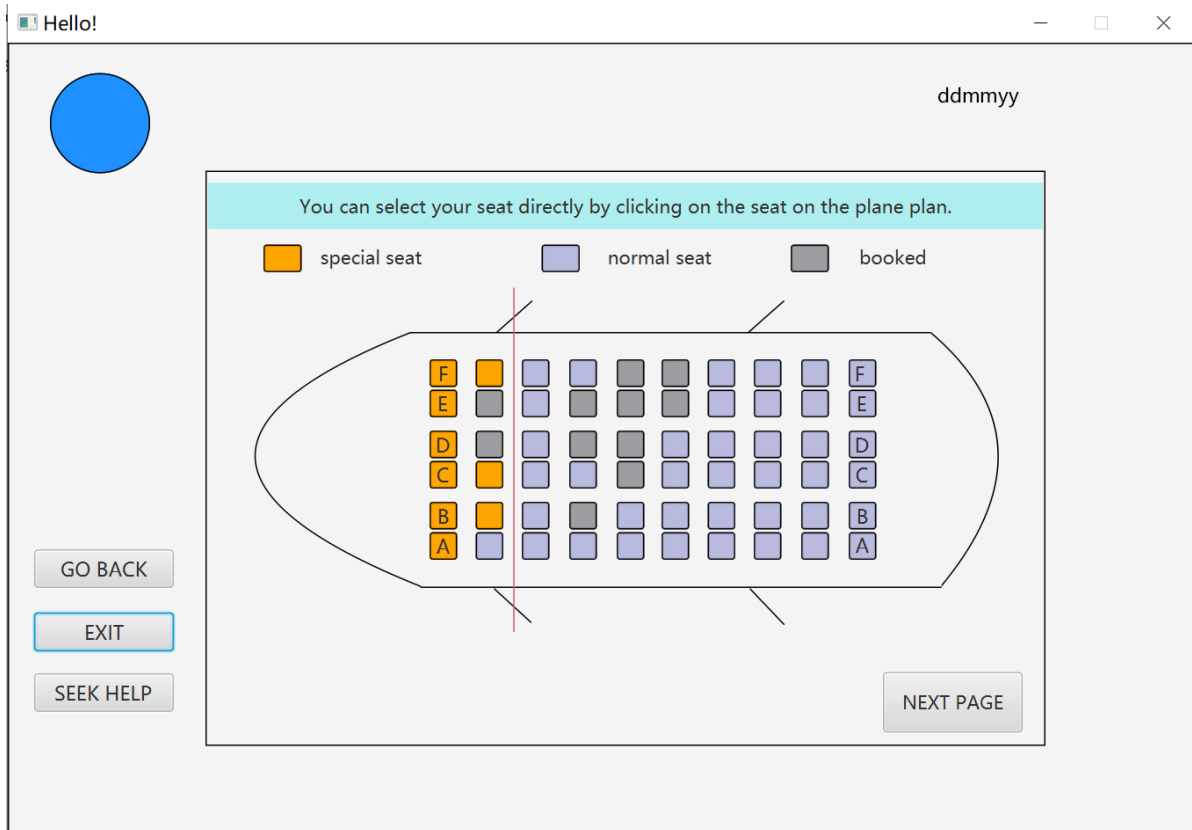 Hello!
ddmmyy
You can select your seat directly by clicking on the seat on the plane plan.
special seat normal seat booked
F F
E E
D D
C C
B B
A A
GO BACK
EXIT
SEEK HELP
NEXT PAGE